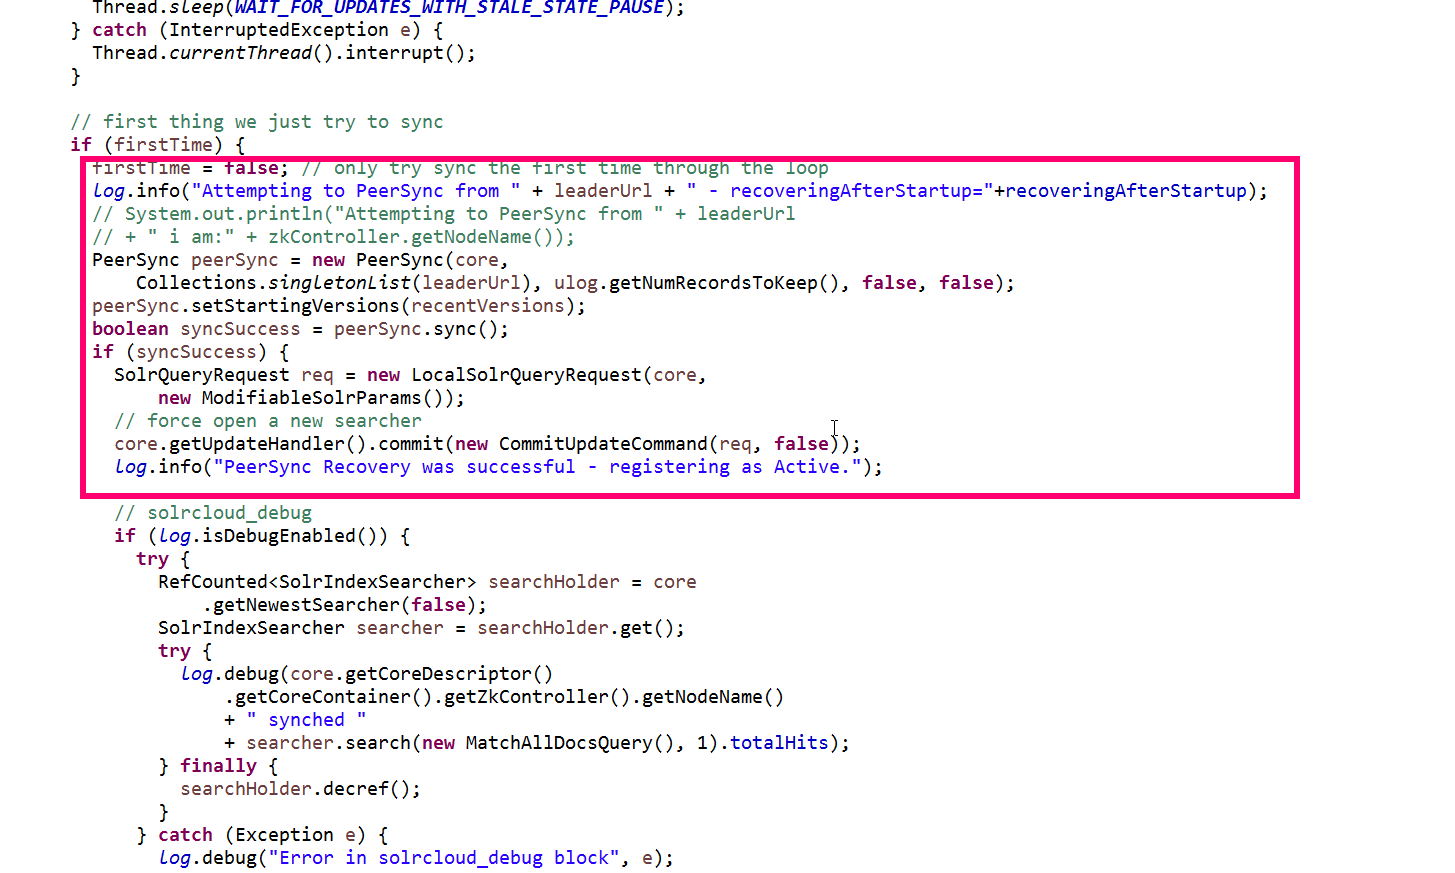 Thread.sleep(WAIT_FOR_UPDATES_WITH_STALE_STATE_PAUSE);
} catch (InterruptedException e) {
Thread.currentThread().interrupt();
}
// first thing we just try to sync
if (firstTime) {
firstTime = false; // only try sync the first time through the loop
log.info("Attempting to PeerSync from " + leaderUrl + " - recoveringAfterStartup="+recoveringAfterStartup);
// System.out.println("Attempting to PeerSync from " + leaderUrl
// + " i am:" + zkController.getNodeName());
PeerSync peerSync = new PeerSync(core,
Collections.singletonList(leaderUrl), ulog.getNumRecordsToKeep(), false, false);
peerSync.setStartingVersions(recentVersions);
boolean syncSuccess = peerSync.sync();
if (syncSuccess) {
SolrQueryRequest req = new LocalSolrQueryRequest(core,
new ModifiableSolrParams());
// force open a new searcher
core.getUpdateHandler().commit(new CommitUpdateCommand(req, false));
log.info("PeerSync Recovery was successful - registering as Active.");
// solrcloud_debug
if (log.isDebugEnabled()) {
try {
RefCounted<SolrIndexSearcher> searchHolder = core
.getNewestSearcher(false);
SolrIndexSearcher searcher = searchHolder.get();
try {
log.debug(core.getCoreDescriptor()
.getCoreContainer().getZkController().getNodeName()
+ " synched "
+ searcher.search(new MatchAllDocsQuery(), 1).totalHits);
} finally {
searchHolder.decref();
}
} catch (Exception e) {
log.debug("Error in solrcloud_debug block", e);